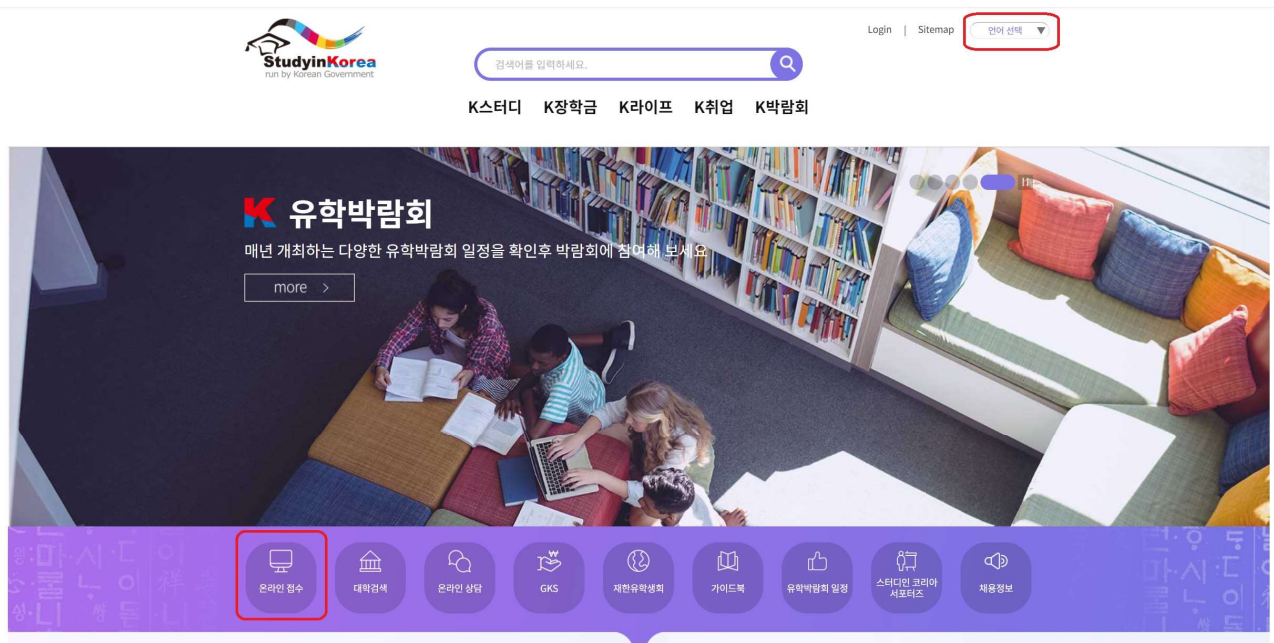 StudyinKorea
run by Korean Government
Login | Sitemap
언어 선택 ▼
검색어를 입력하세요.
K스터디 K장학금 K라이프 K취업 K박람회
K 유학박람회
매년 개최하는 다양한 유학박람회 일정을 확인후 박람회에 참여해 보세요
more >
온라인 접수
대학검색
온라인 상담
GKS
재한유학생회
가이드북
유학박람회 일정
스터디인 코리아
서포터즈
채용정보